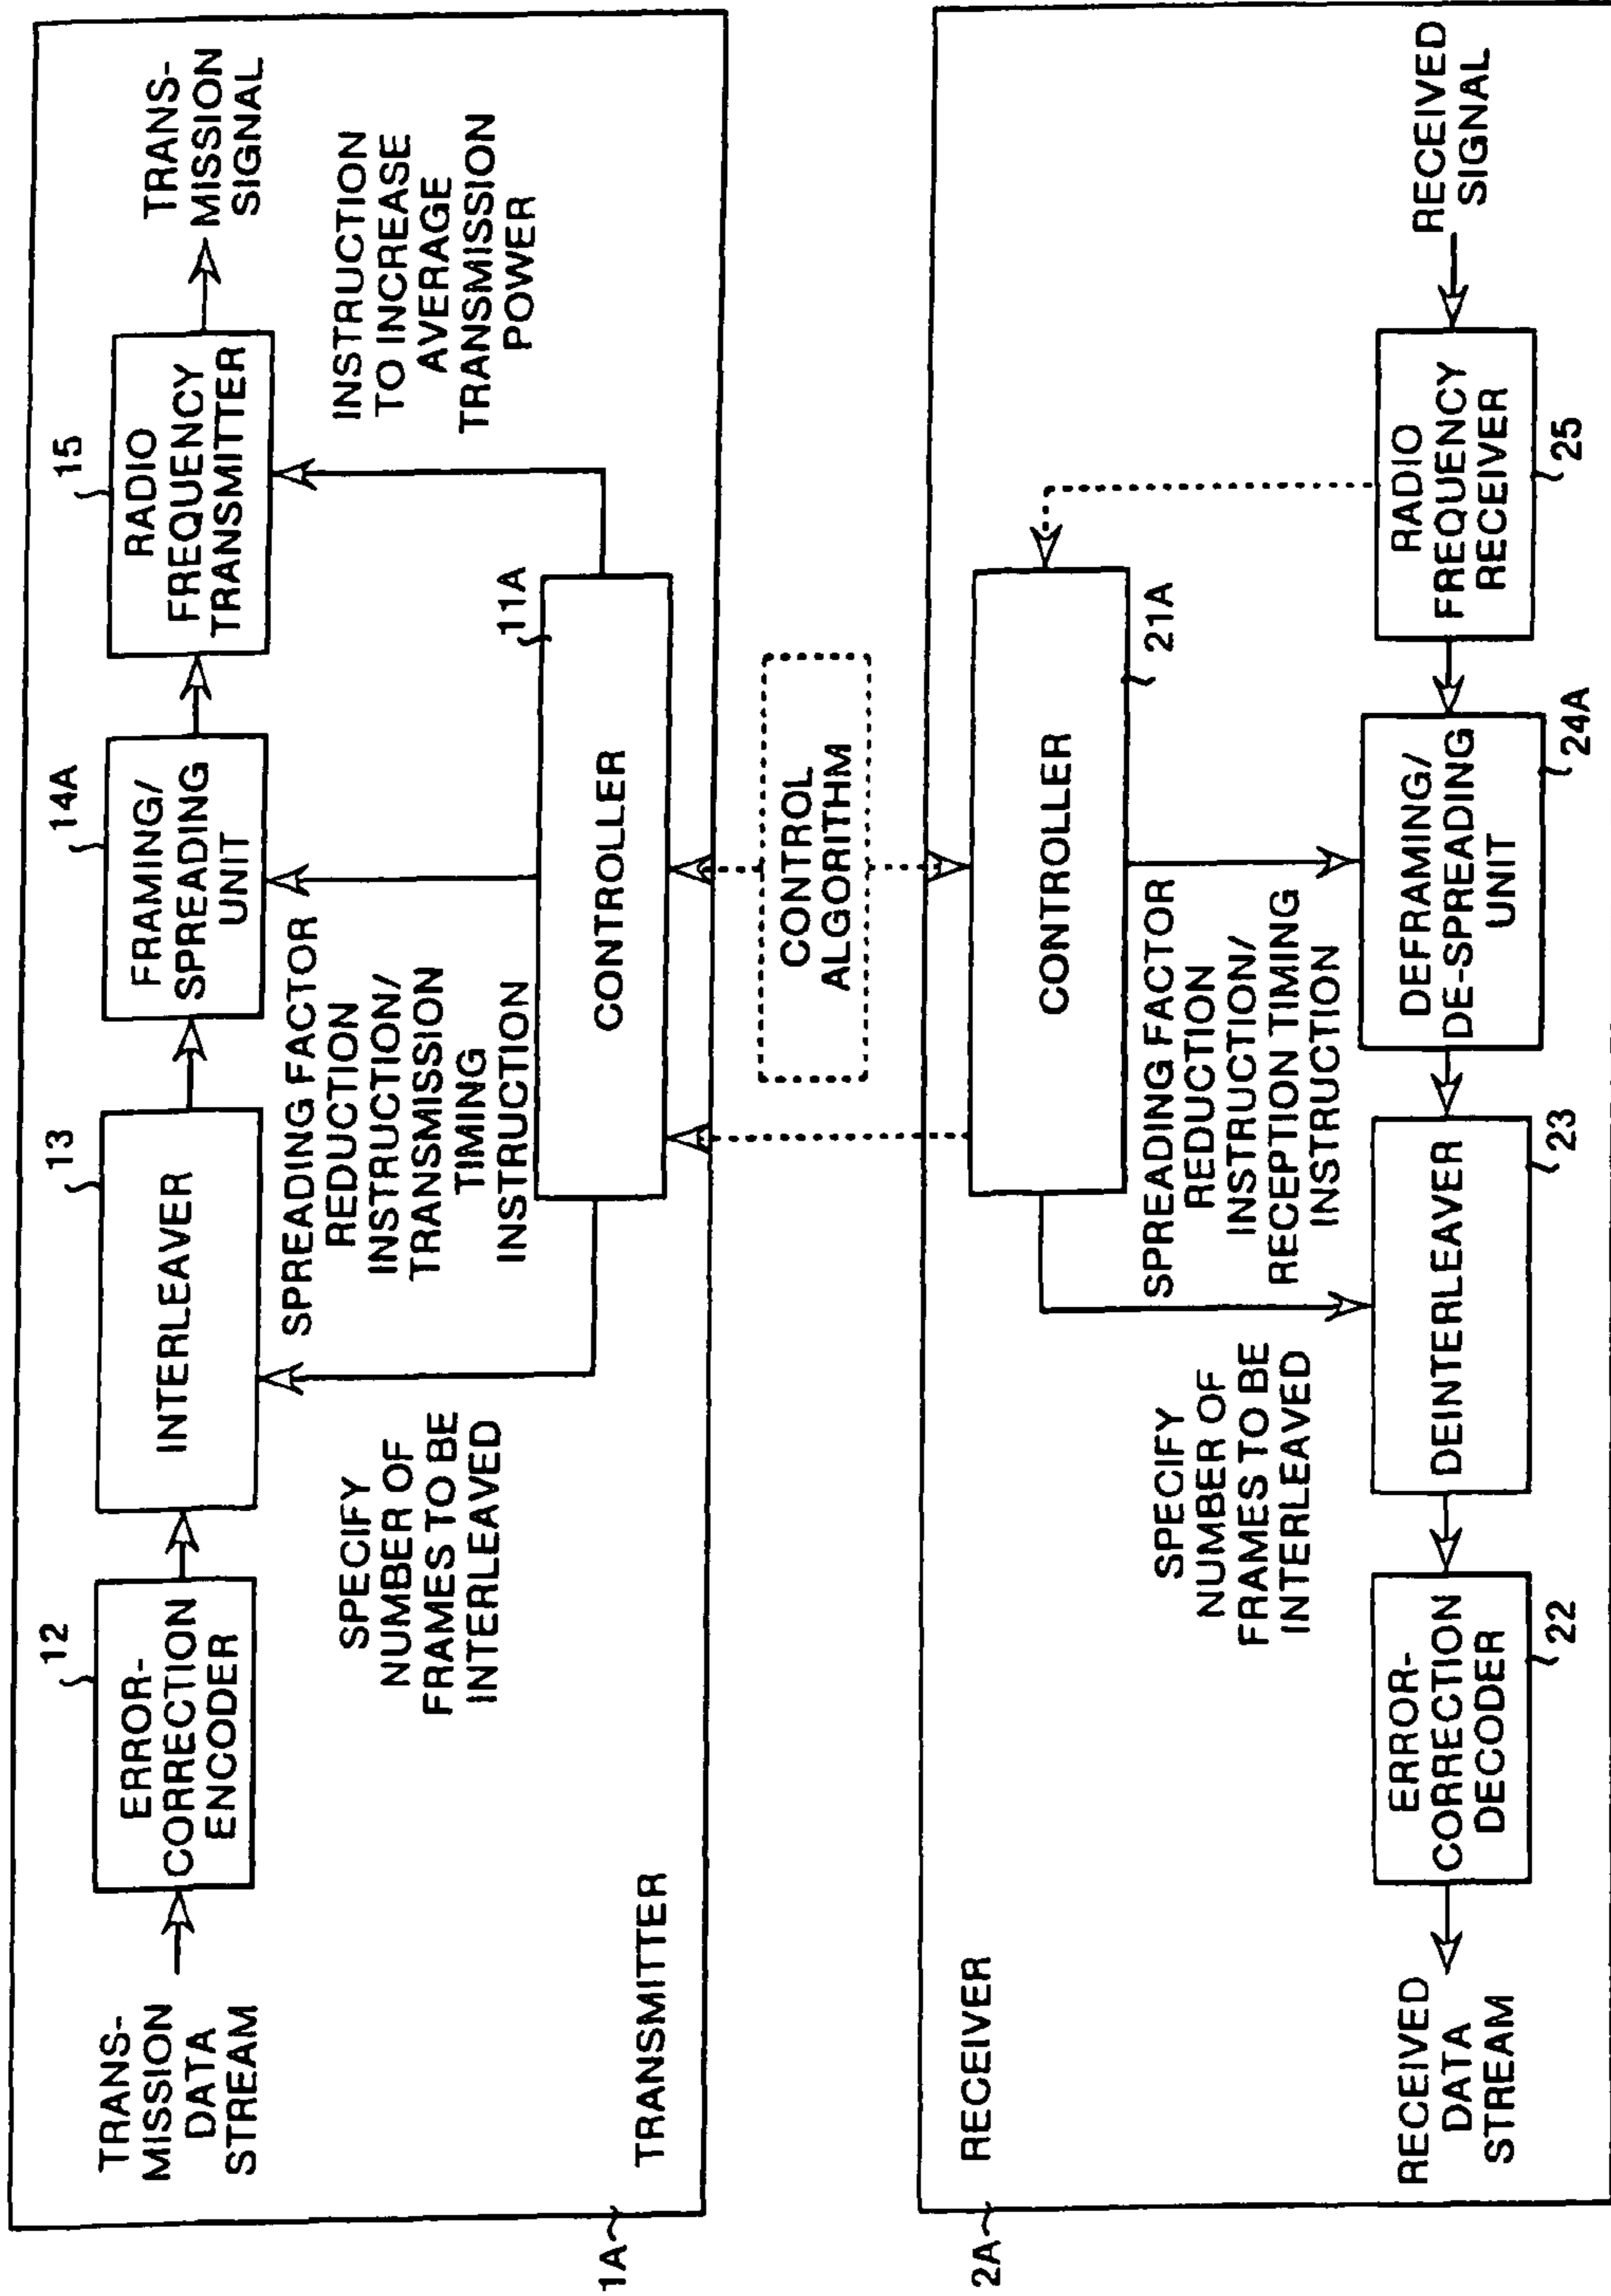 12
13
14A
15
TRANS-
MISSION
DATA
STREAM
ERROR-
CORRECTION
ENCODER
INTERLEAVER
FRAMING/
SPREADING
UNIT
RADIO
FREQUENCY
TRANSMITTER
TRANS-
MISSION
SIGNAL
SPECIFY
NUMBER OF
FRAMES TO BE
INTERLEAVED
SPREADING FACTOR
REDUCTION
INSTRUCTION/
TRANSMISSION
TIMING
INSTRUCTION
INSTRUCTION
TO INCREASE
AVERAGE
TRANSMISSION
POWER
11A
CONTROLLER
TRANSMITTER
1A
CONTROL
ALGORITHM
2A
RECEIVER
CONTROLLER
21A
SPECIFY
NUMBER OF
FRAMES TO BE
INTERLEAVED
SPREADING FACTOR
REDUCTION
INSTRUCTION/
RECEPTION TIMING
INSTRUCTION
RECEIVED
DATA
STREAM
ERROR-
CORRECTION
DECODER
DEINTERLEAVER
DEFRAMING/
DE-SPREADING
UNIT
RADIO
FREQUENCY
RECEIVER
RECEIVED
SIGNAL
22
23
24A
25